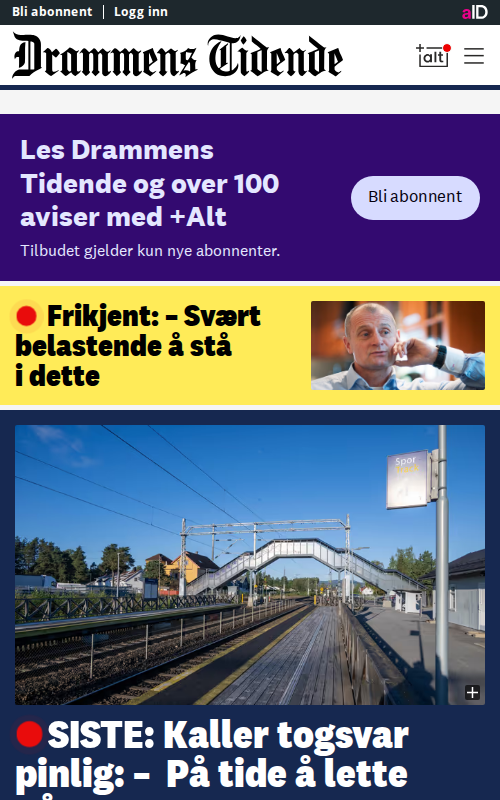 Bli abonnent
Logg inn
aID
Drammens Tidende
+alt
Les Drammens
Tidende og over 100
aviser med +Alt
Tilbudet gjelder kun nye abonnenter.
Bli abonnent
Frikjent: – Svært
belastende å stå
i dette
Spor
SISTE: Kaller togsvar
pinlig: – På tide å lette